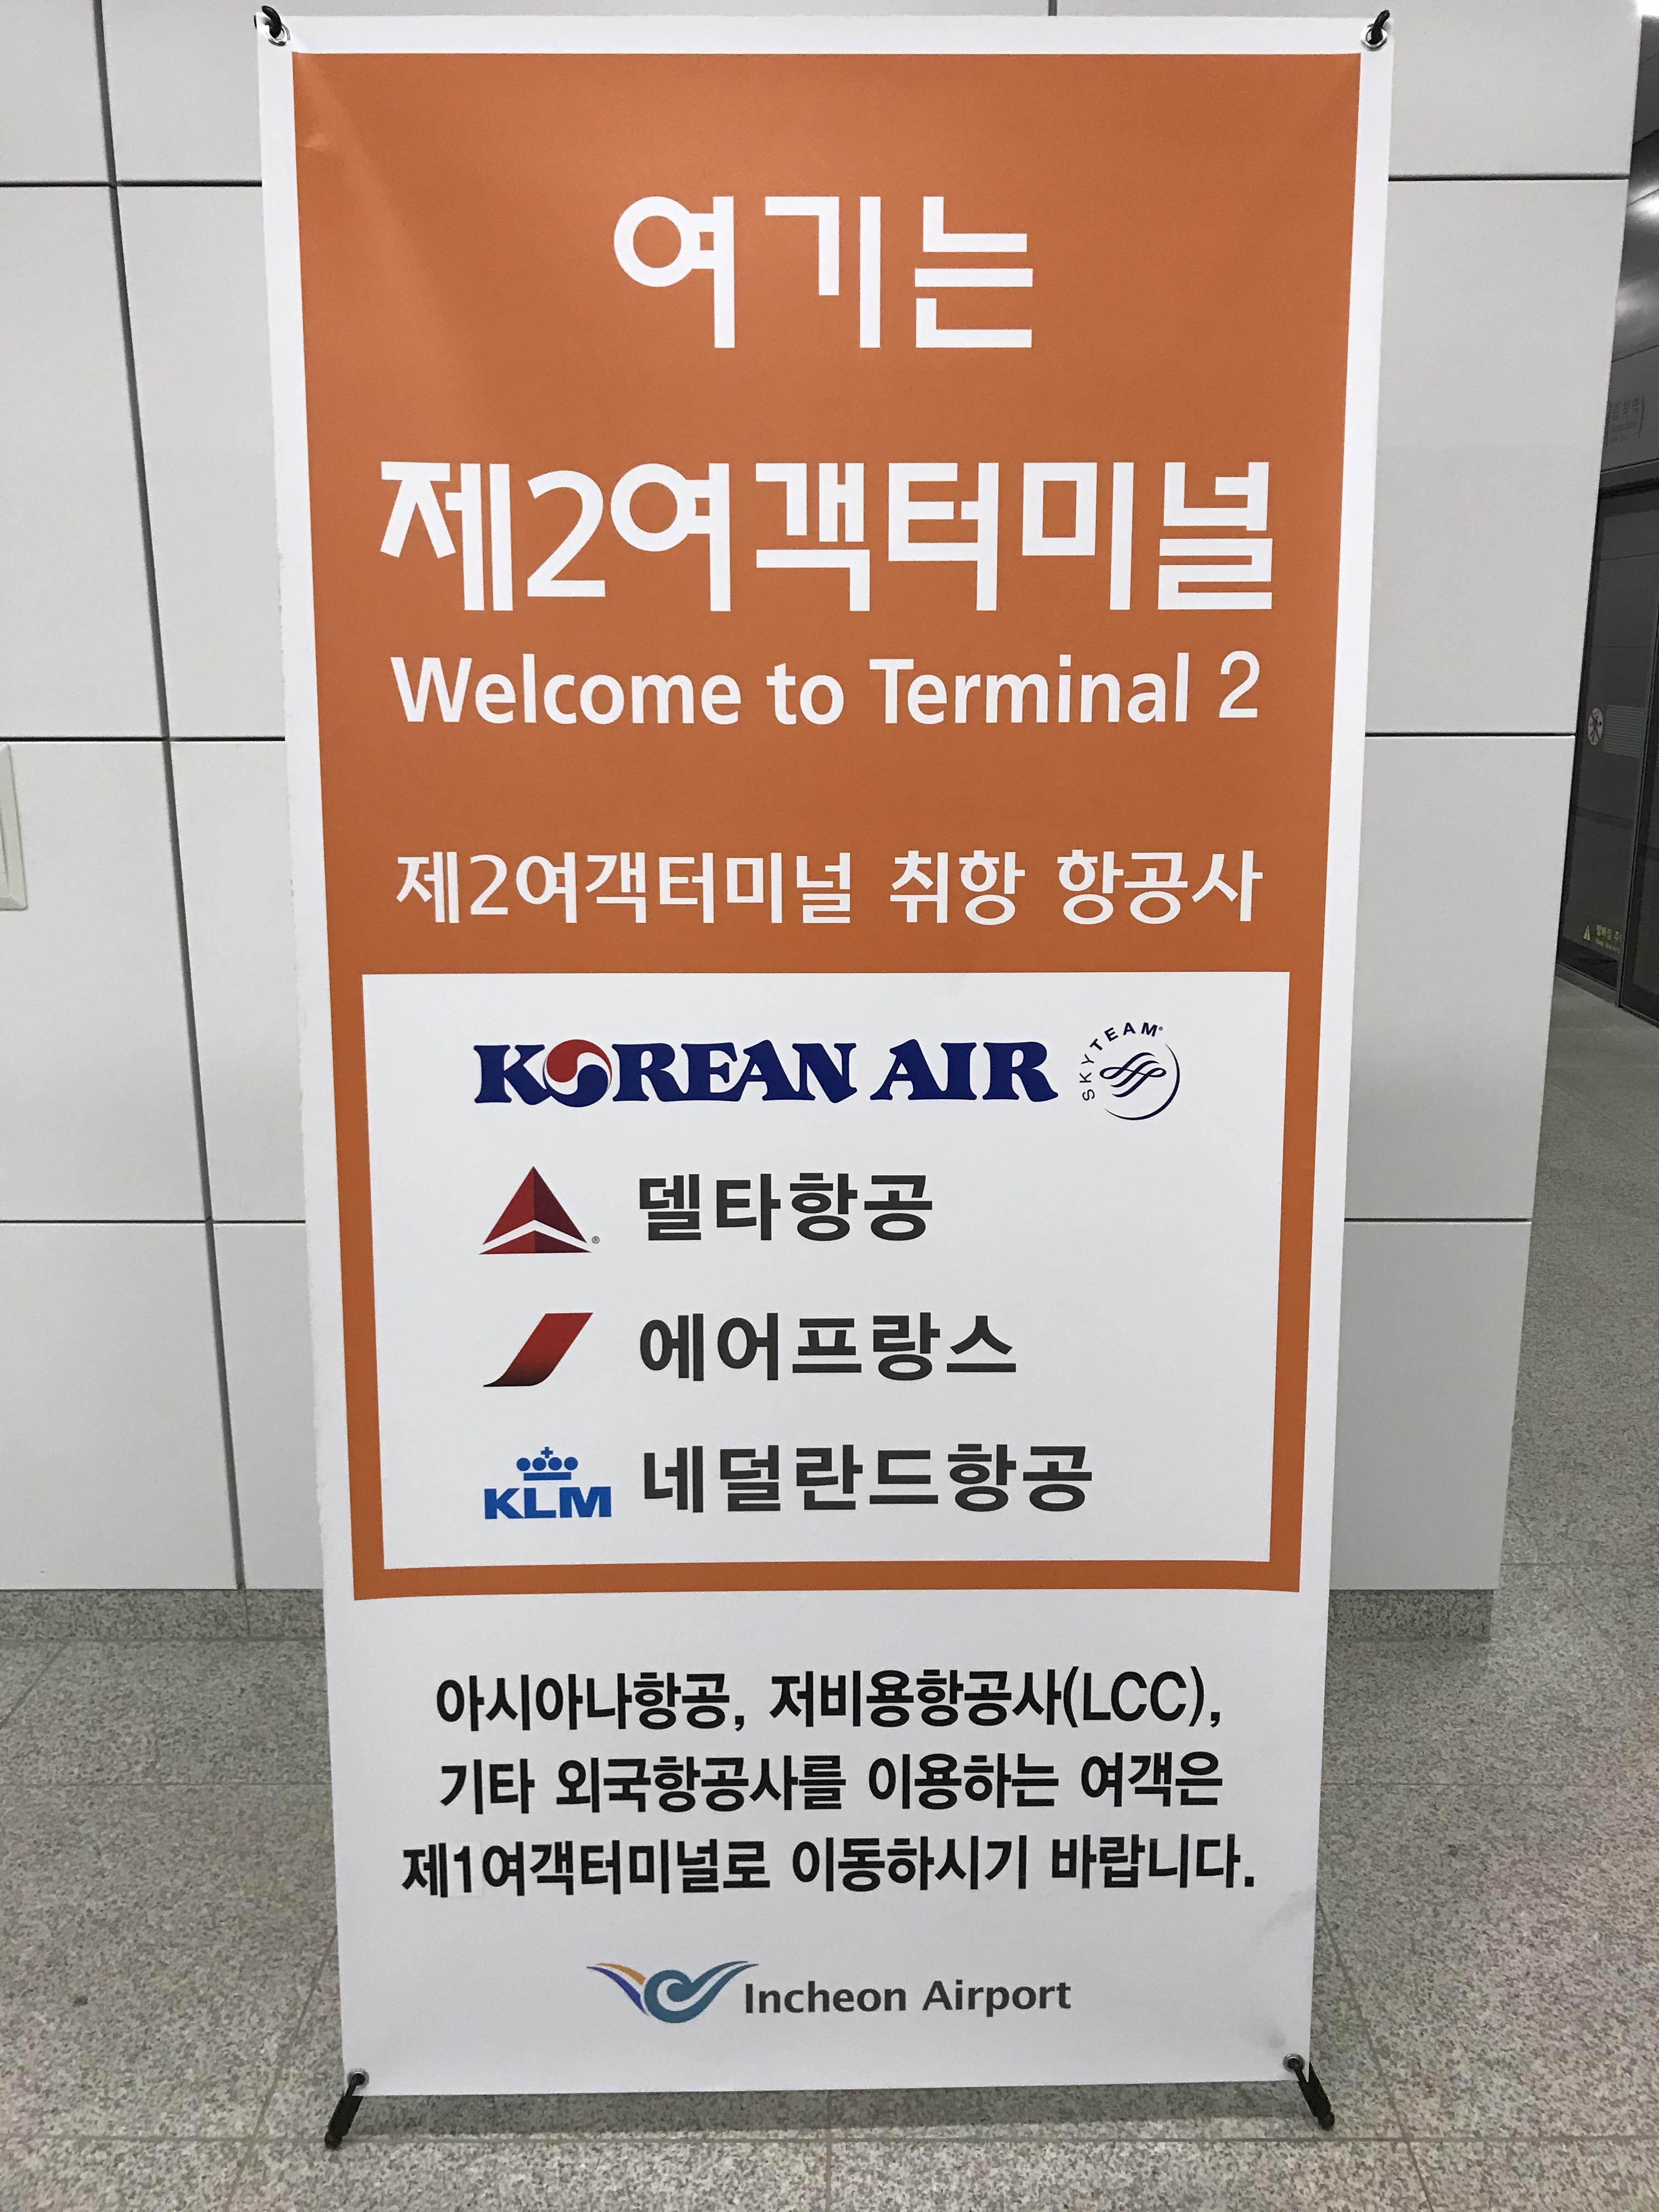 여기는
제2여객터미널
Welcome to Terminal 2
제2여객터미널 취항 항공사
KOREAN AIR SKYTEAM
델타항공
에어프랑스
KLM 네덜란드항공
아시아나항공, 저비용항공사(LCC),
기타 외국항공사를 이용하는 여객은
제1여객터미널로 이동하시기 바랍니다.
Incheon Airport